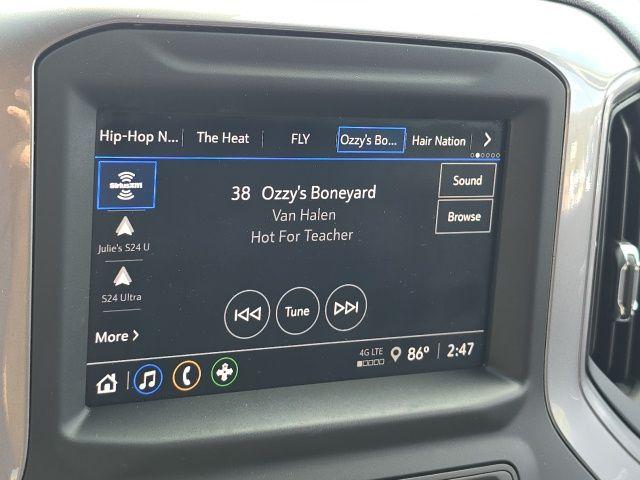 Hip-Hop N... The Heat FLY Ozzy's Bo... Hair Nation
SiriusXM
38 Ozzy's Boneyard
Van Halen
Hot For Teacher
Sound
Browse
Julie's S24 U
S24 Ultra
More
Tune
4G LTE
86° 2:47